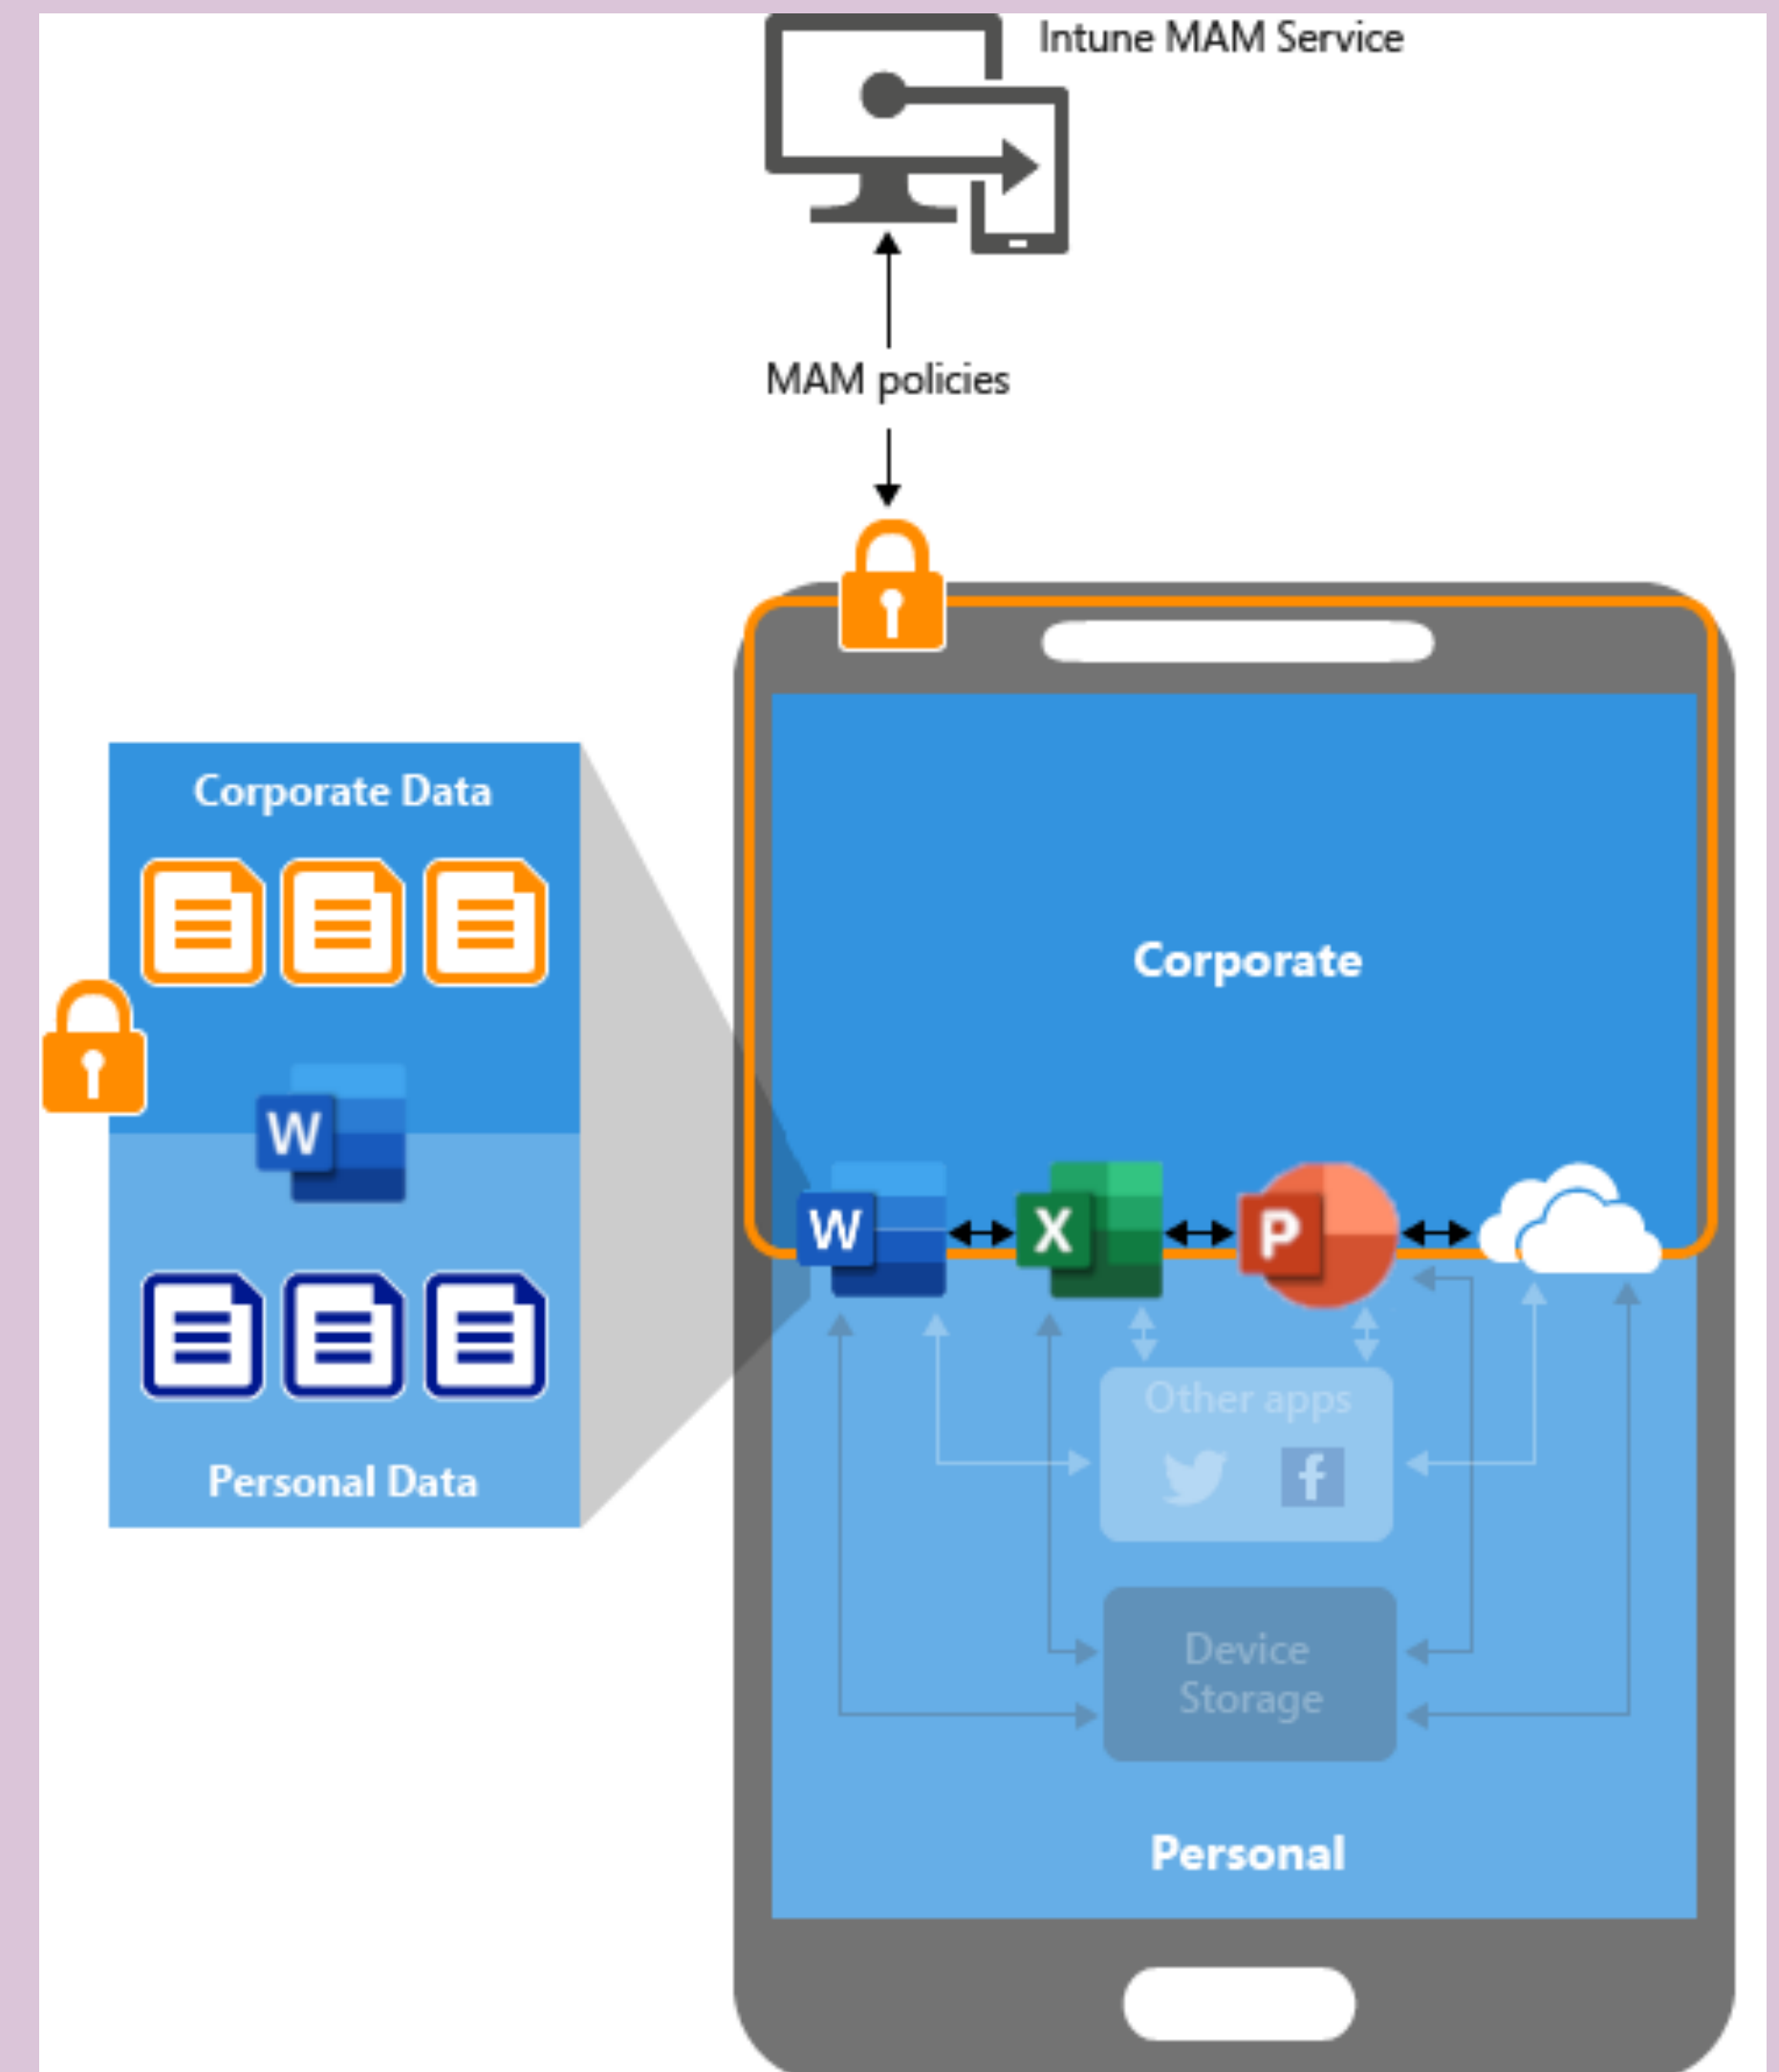 Intune MAM Service
MAM policies
Corporate Data
W
Personal Data
Corporate
W
X
P
Other apps
f
Device
Storage
Personal